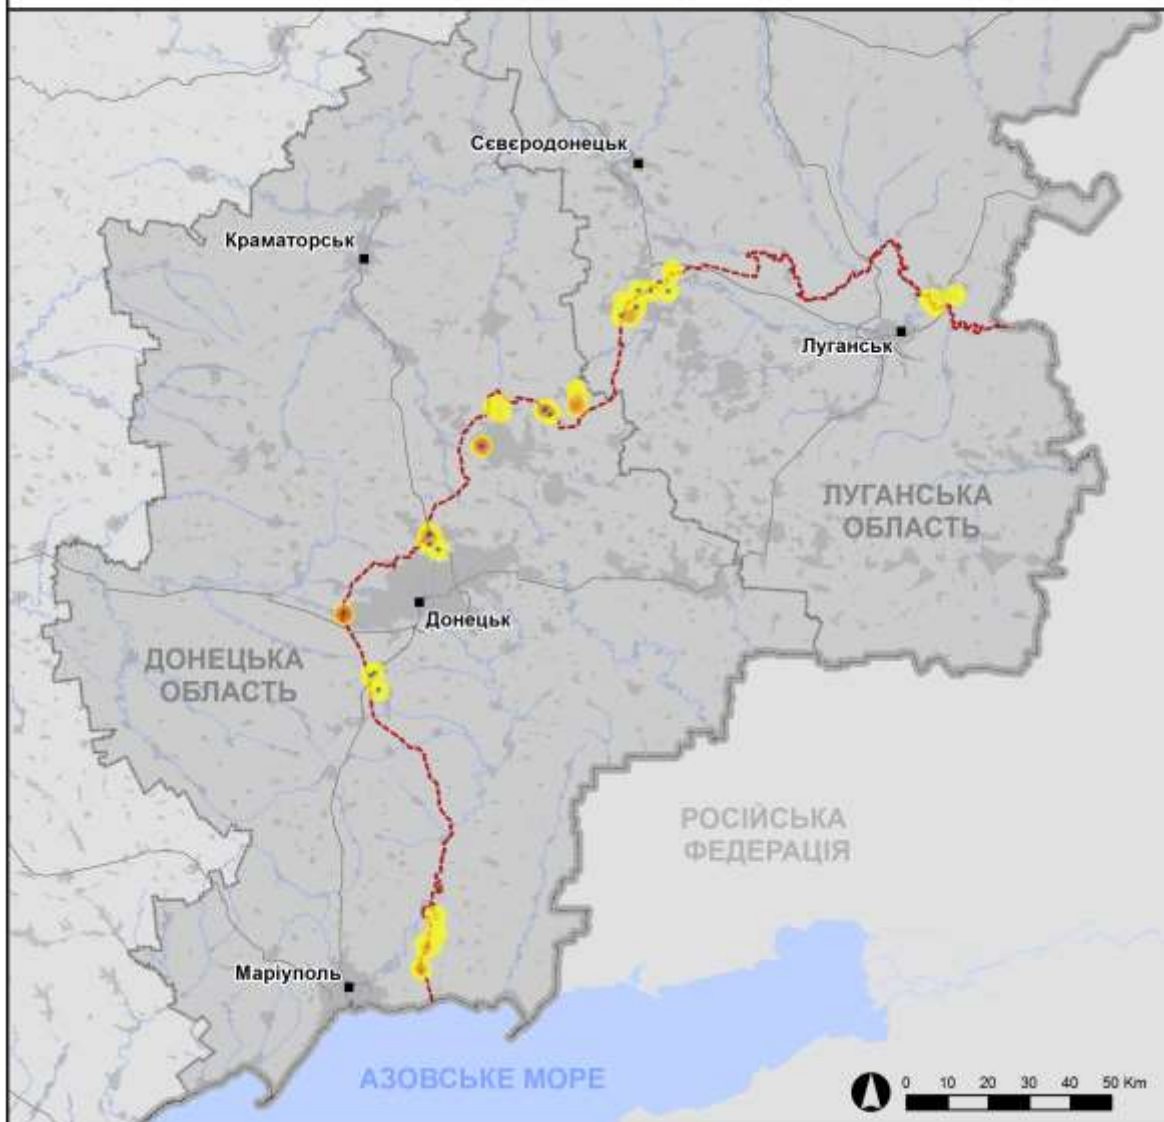 Сєвєродонецьк
Краматорськ
Луганськ
ЛУГАНСЬКА
ОБЛАСТЬ
Донецьк
ДОНЕЦЬКА
ОБЛАСТЬ
РОСІЙСЬКА
ФЕДЕРАЦІЯ
Маріуполь
АЗОВСЬКЕ МОРЕ
0 10 20 30 40 50 Km